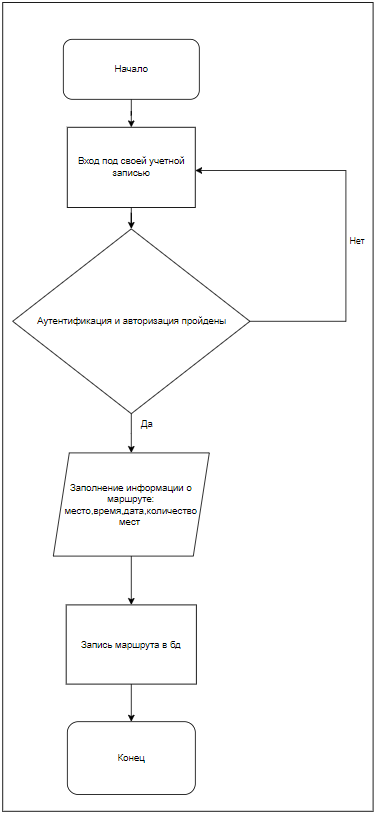 Начало
Вход под своей учетной
записью
Нет
Аутентификация и авторизация пройдены
Да
Заполнение информации о
маршруте:
место,время,дата,количество
мест
Запись маршрута в бд
Конец